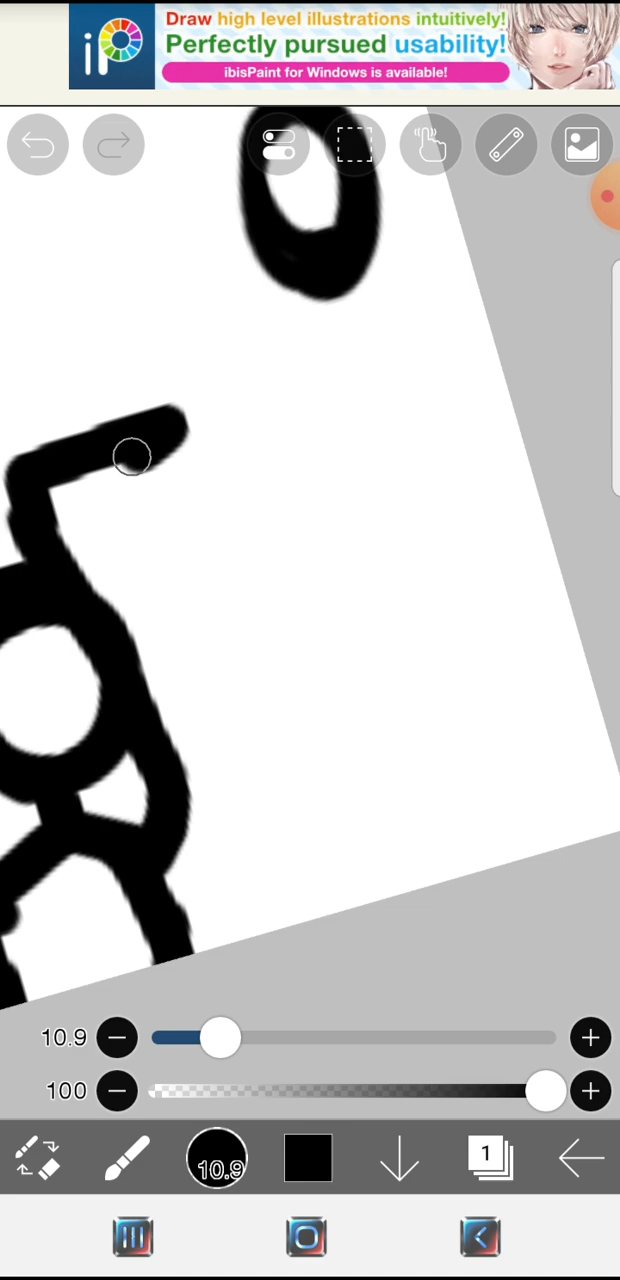 iP
Draw high level illustrations intuitively!
Perfectly pursued usability!
ibisPaint for Windows is available!
10.9
100
10.9
1